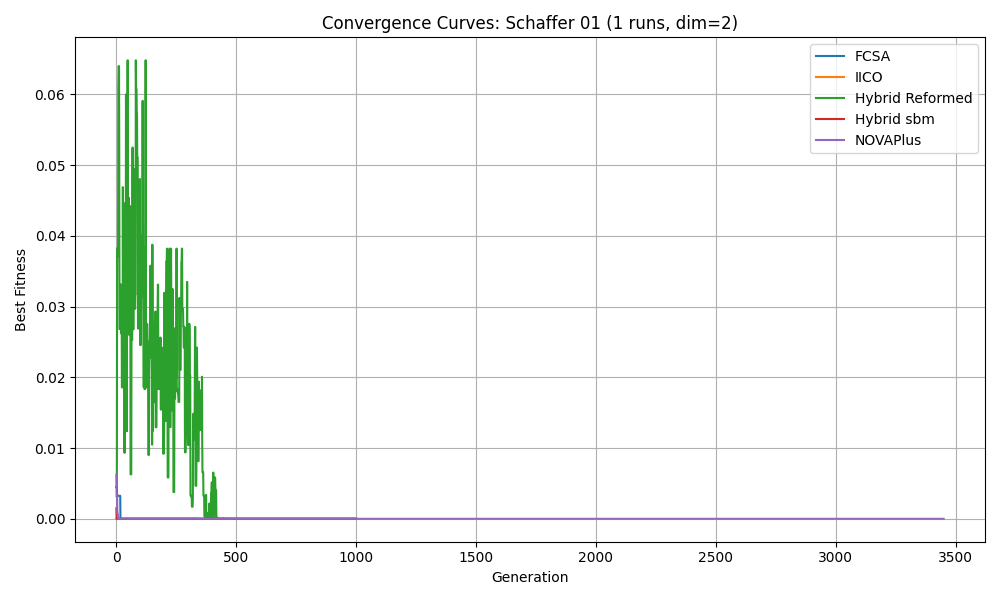 Convergence Curves: Schaffer 01 (1 runs, dim=2)
FCSA
IICO
Hybrid Reformed
Hybrid sbm
NOVAPlus
Best Fitness
0.06
0.05
0.04
0.03
0.02
0.01
0.00
0 500 1000 1500 2000 2500 3000 3500
Generation